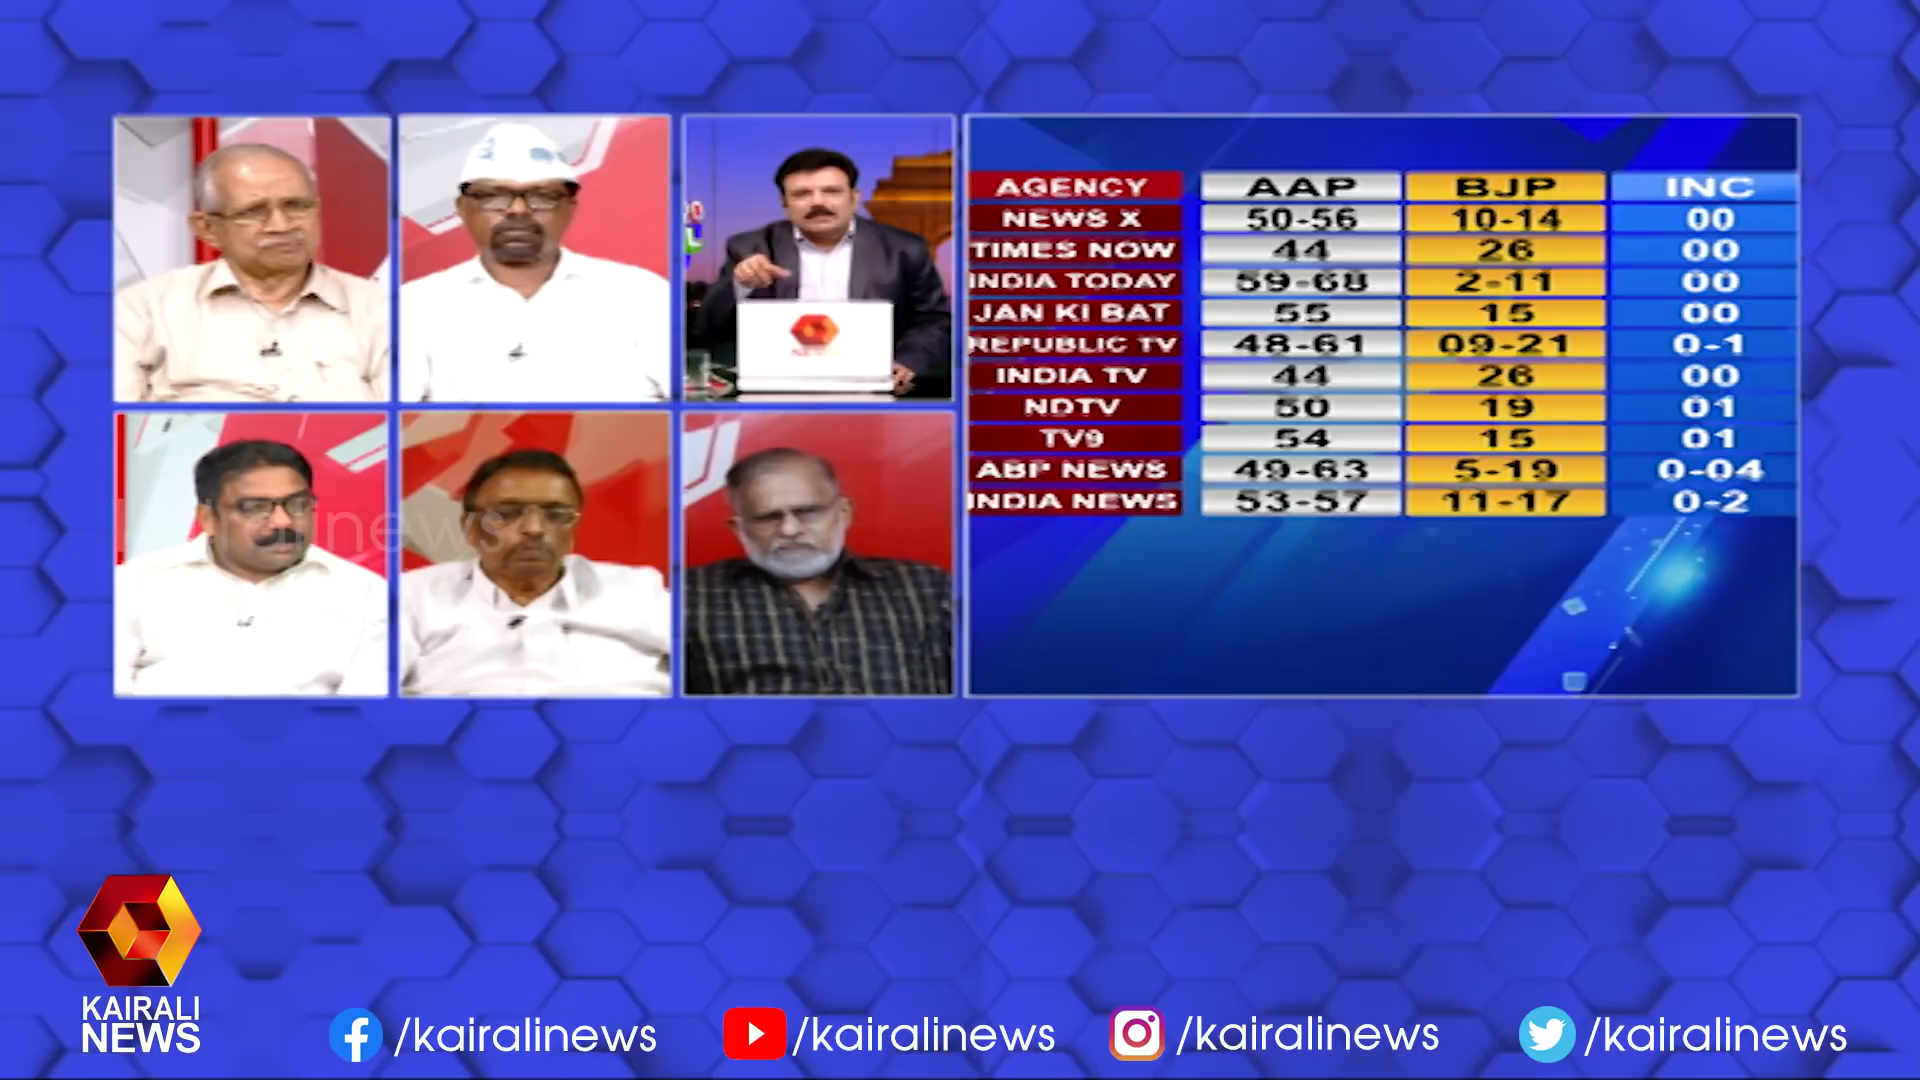 AGENCY AAP BJP INC
NEWS X 50-56 10-14 00
TIMES NOW 44 26 00
INDIA TODAY 59-68 2-11 00
JAN KI BAT 55 15 00
REPUBLIC TV 48-61 09-21 0-1
INDIA TV 44 26 00
NDTV 50 19 01
TV9 54 15 01
ABP NEWS 49-63 5-19 0-04
INDIA NEWS 53-57 11-17 0-2
KAIRALI
NEWS
/kairalinews /kairalinews /kairalinews /kairalinews